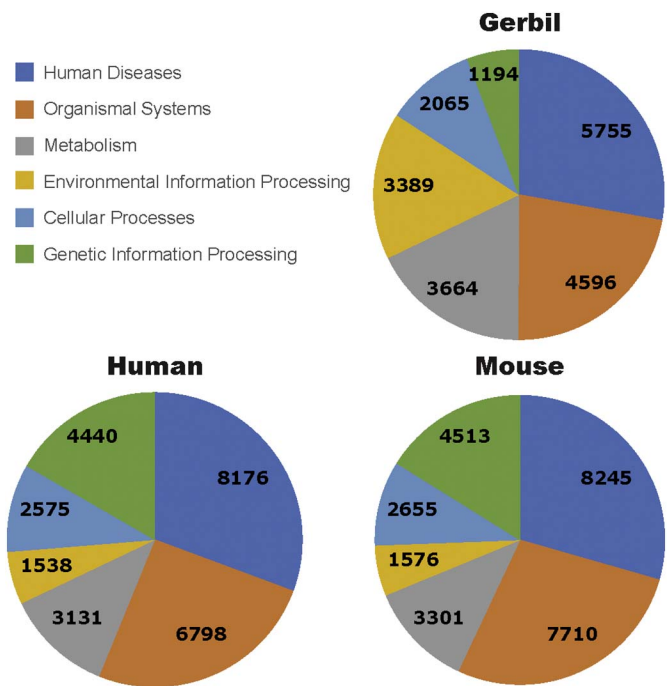 Gerbil
Human Diseases
Organismal Systems
Metabolism
Environmental Information Processing
Cellular Processes
Genetic Information Processing
1194
2065
5755
3389
3664
4596
Human
Mouse
4440
8176
2575
1538
3131
6798
4513
8245
2655
1576
3301
7710